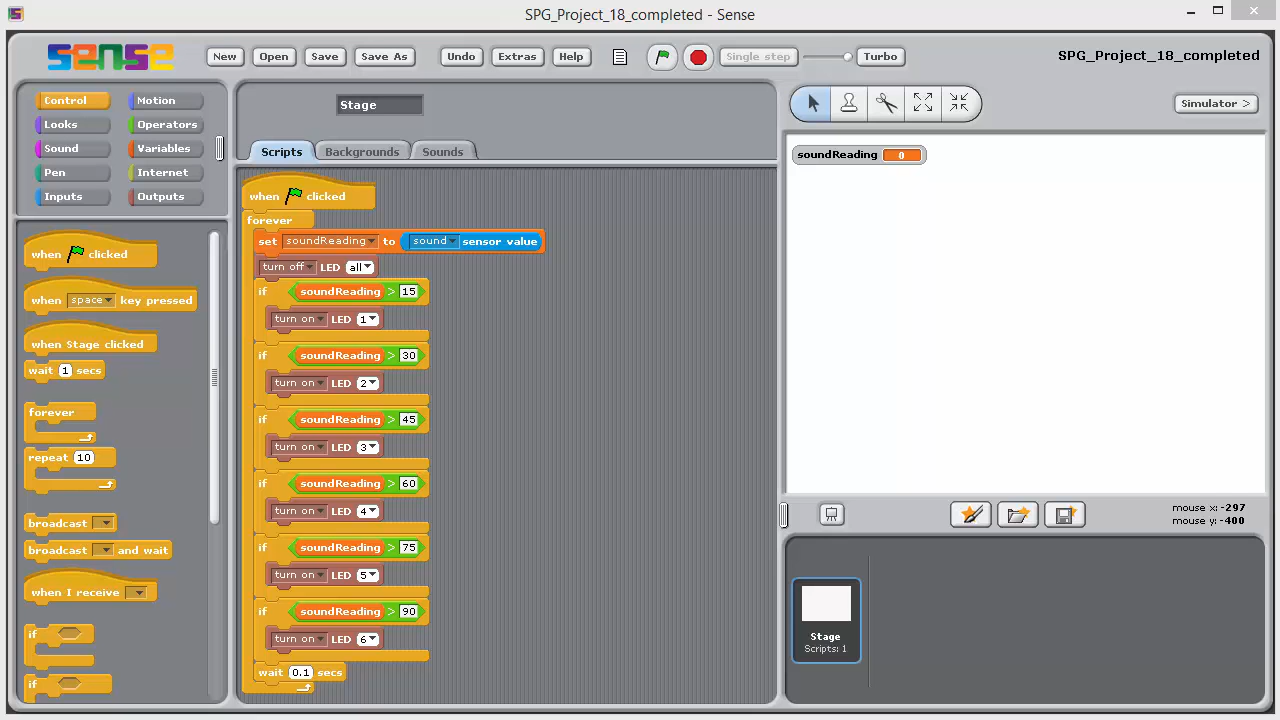 SPG_Project_18_completed - Sense
sense
New Open Save Save As Undo Extras Help Single step Turbo SPG_Project_18_completed
Control Motion
Looks Operators
Sound Variables
Pen Internet
Inputs Outputs
when clicked
when space key pressed
when Stage clicked
wait 1 secs
forever
repeat 10
broadcast
broadcast and wait
when I receive
if
if
Stage
Scripts Backgrounds Sounds
when clicked
forever
set soundReading to sound sensor value
turn off LED all
if soundReading > 15
turn on LED 1
if soundReading > 30
turn on LED 2
if soundReading > 45
turn on LED 3
if soundReading > 60
turn on LED 4
if soundReading > 75
turn on LED 5
if soundReading > 90
turn on LED 6
wait 0.1 secs
Simulator >
soundReading 0
mouse x: -297
mouse y: -400
Stage
Scripts: 1